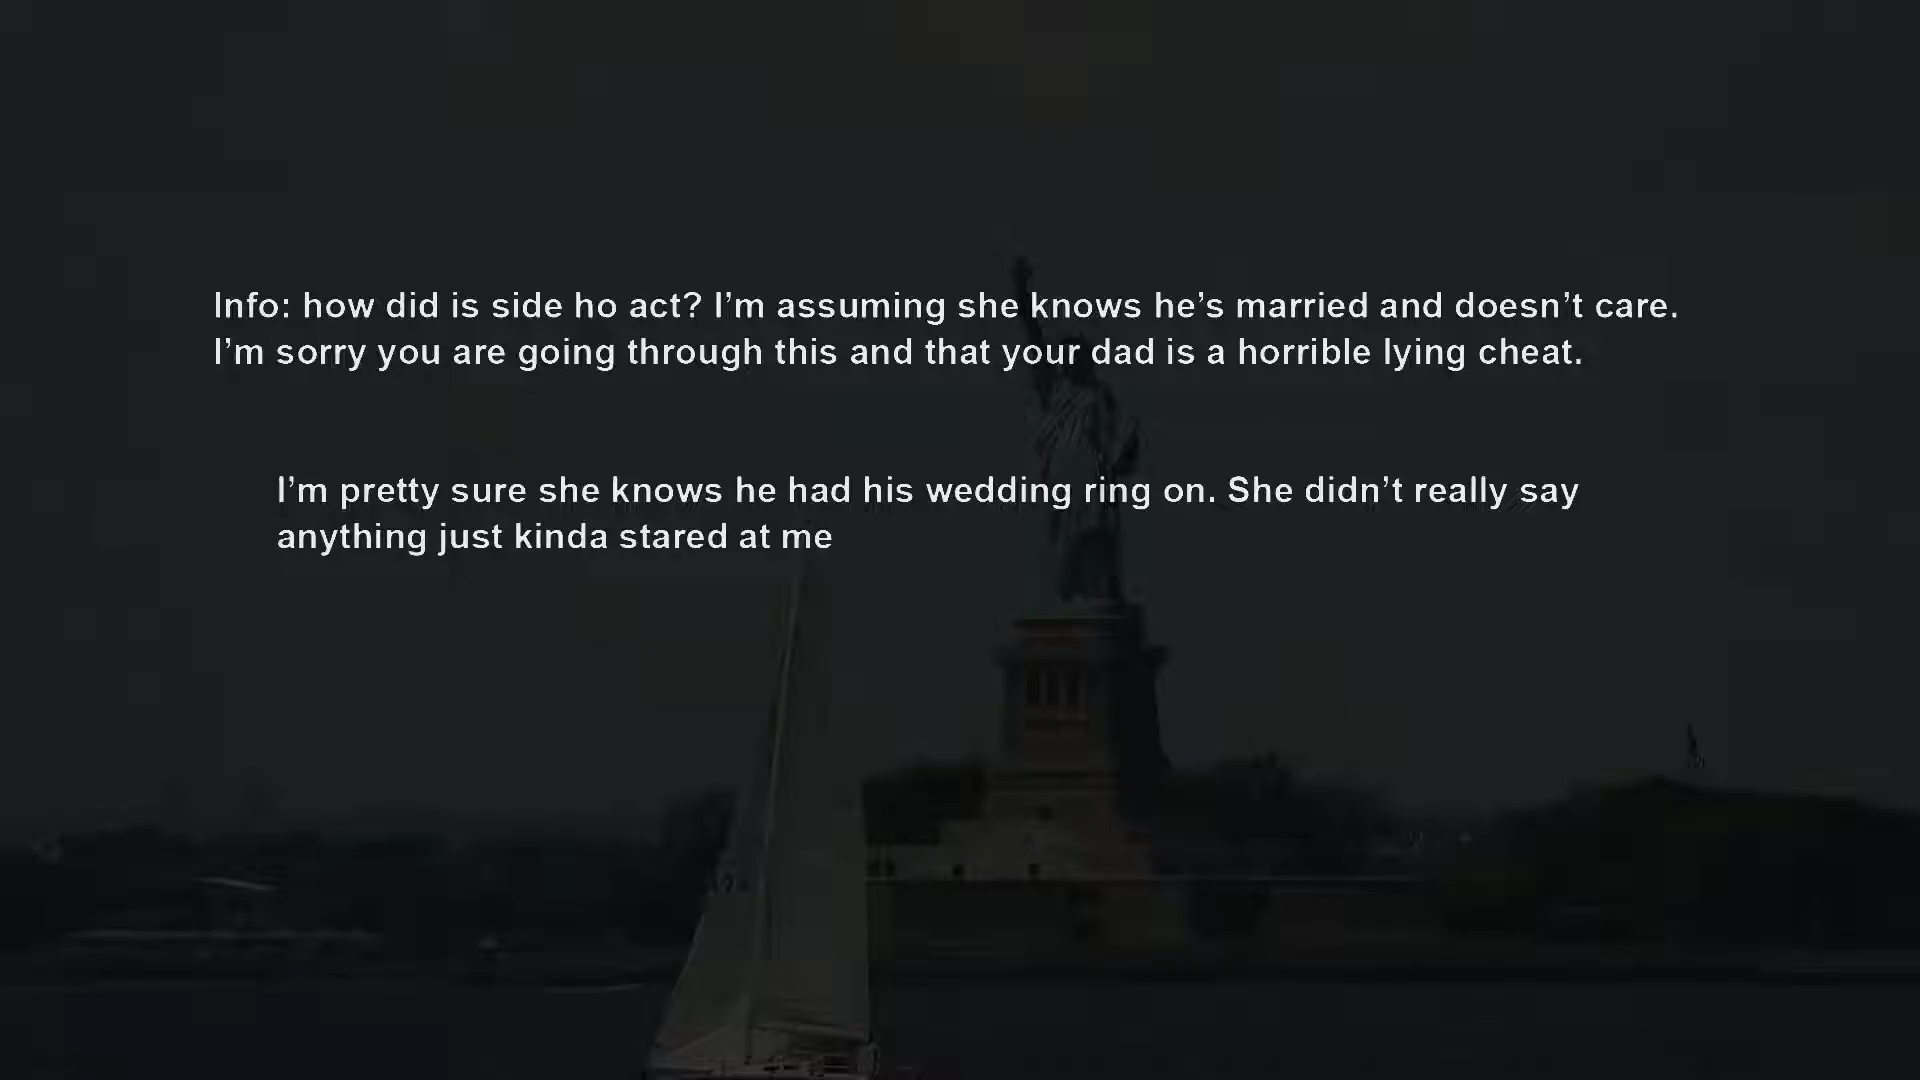 Info: how did is side ho act? I’m assuming she knows he’s married and doesn’t care.
I’m sorry you are going through this and that your dad is a horrible lying cheat.
I’m pretty sure she knows he had his wedding ring on. She didn’t really say
anything just kinda stared at me